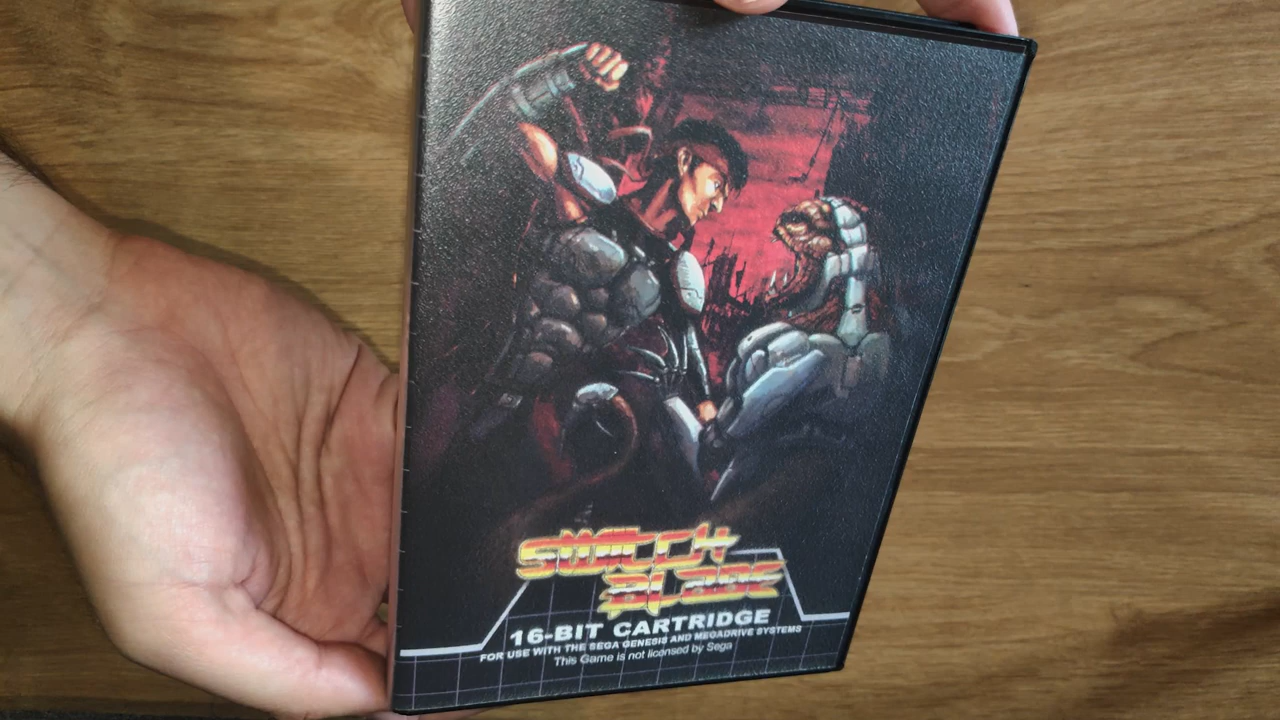 SWITCH
BLADE
16-BIT CARTRIDGE
FOR USE WITH THE SEGA GENESIS AND MEGADRIVE SYSTEMS
This Game is not licensed by Sega